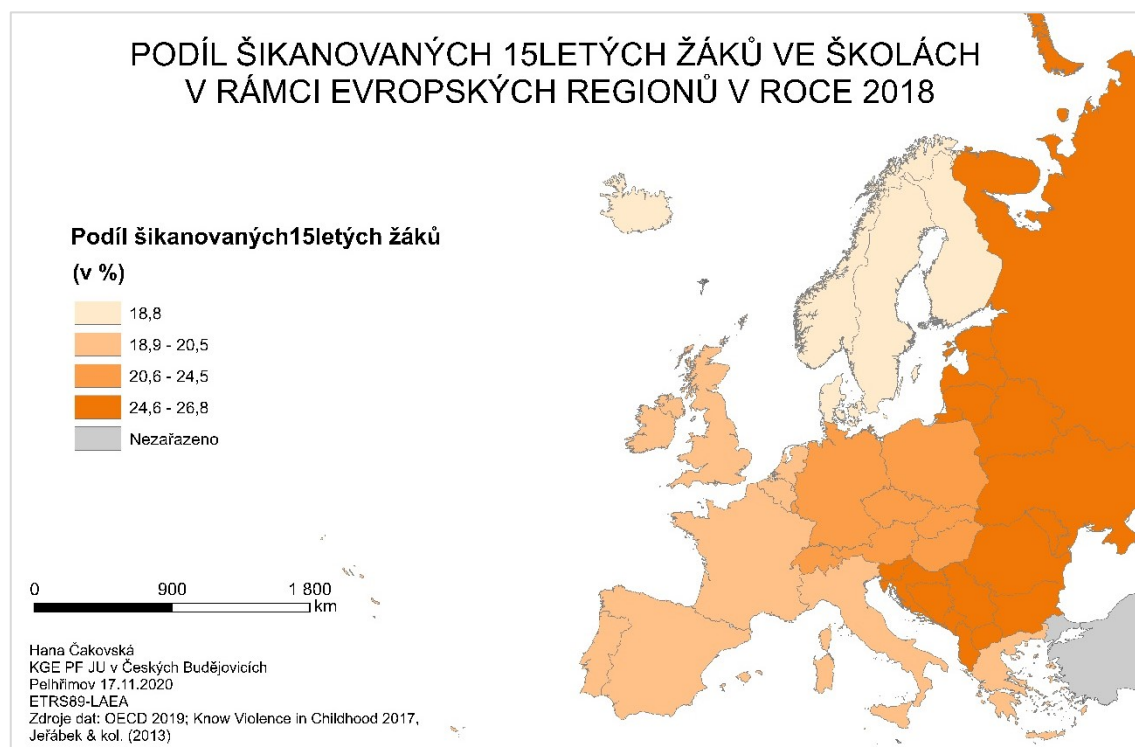 PODÍL ŠIKANOVANÝCH 15LETÝCH ŽÁKŮ VE ŠKOLÁCH
V RÁMCI EVROPSKÝCH REGIONŮ V ROCE 2018
Podíl šikanovaných15letých žáků
(v %)
18,8
18,9 - 20,5
20,6 - 24,5
24,6 - 26,8
Nezařazeno
0 900 1 800
km
Hana Čakovská
KGE PF JU v Českých Budějovicích
Pelhřimov 17.11.2020
ETRS89-LAEA
Zdroje dat: OECD 2019; Know Violence in Childhood 2017,
Jeřábek & kol. (2013)